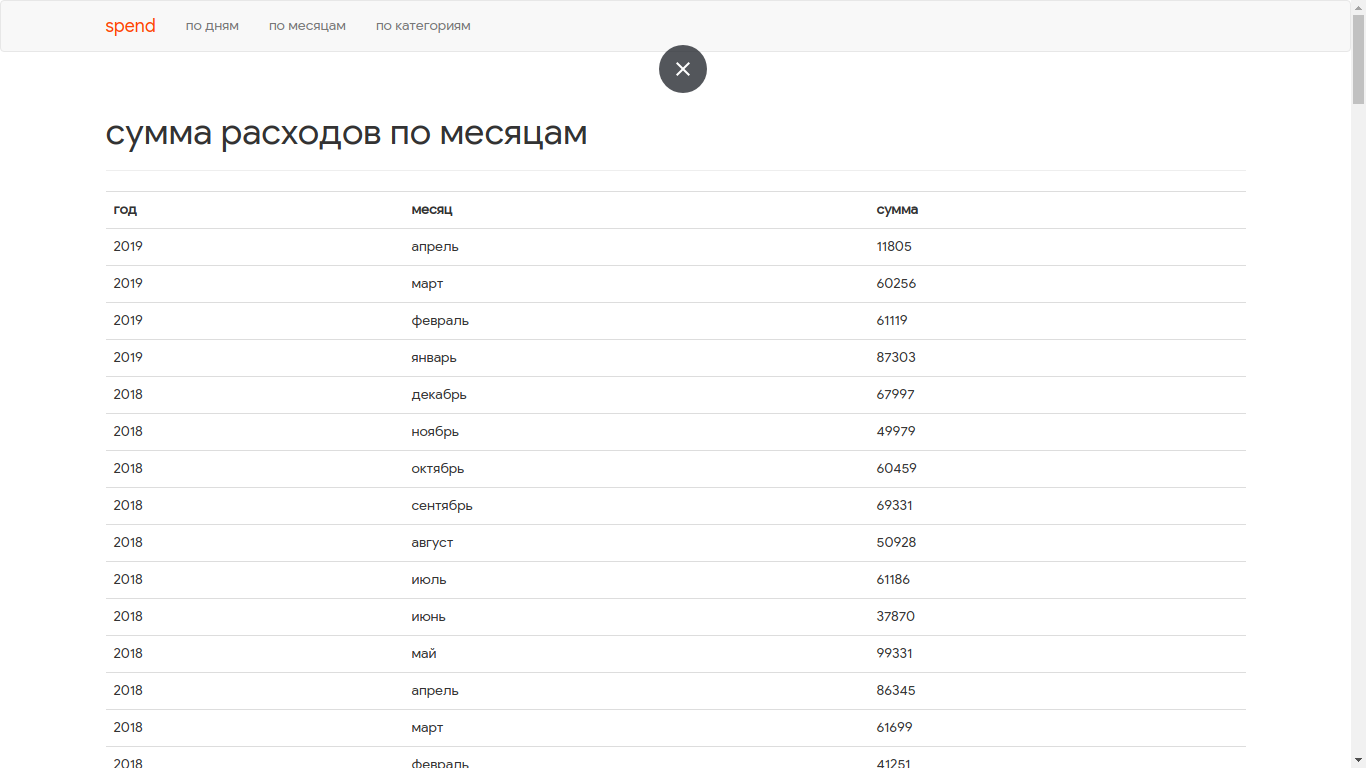 spend по дням по месяцам по категориям
сумма расходов по месяцам
год месяц сумма
2019 апрель 11805
2019 март 60256
2019 февраль 61119
2019 январь 87303
2018 декабрь 67997
2018 ноябрь 49979
2018 октябрь 60459
2018 сентябрь 69331
2018 август 50928
2018 июль 61186
2018 июнь 37870
2018 май 99331
2018 апрель 86345
2018 март 61699
2018 февраль 41251